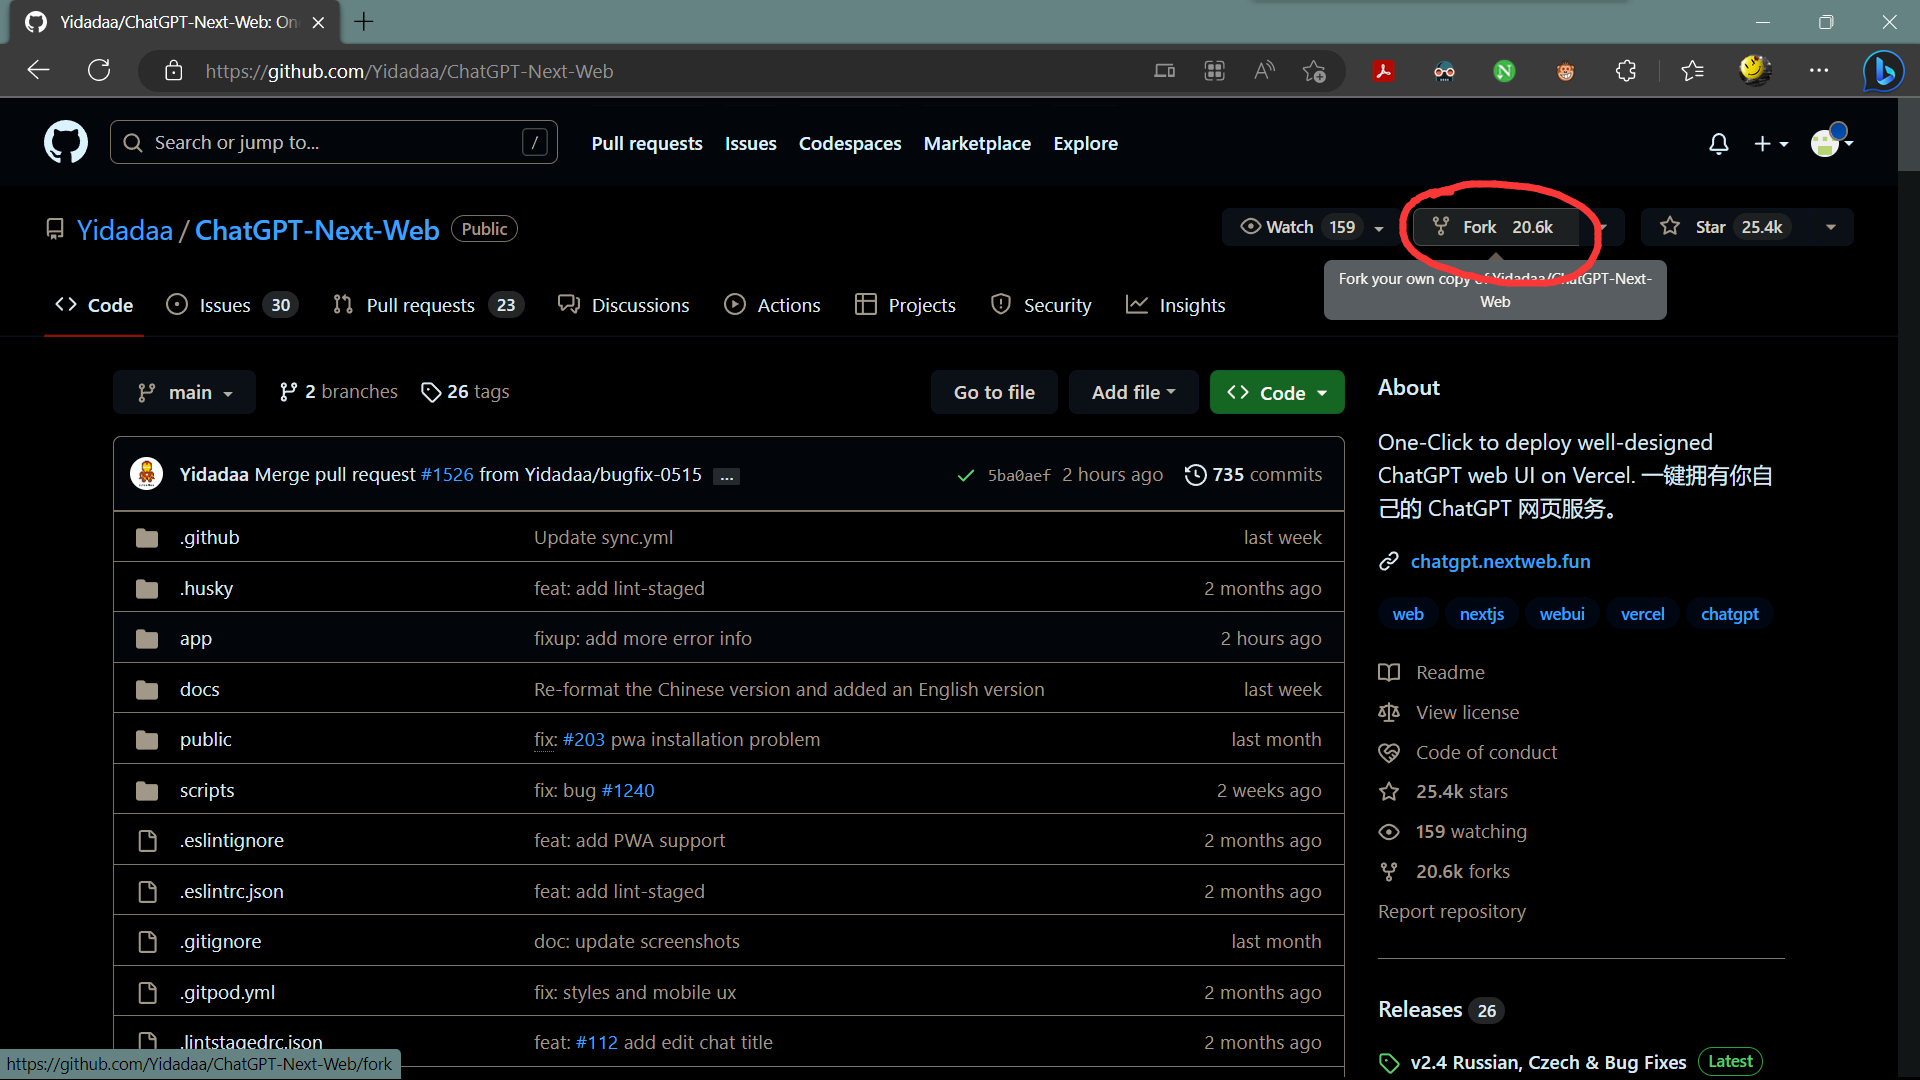 Yidadaa/ChatGPT-Next-Web: On
https://github.com/Yidadaa/ChatGPT-Next-Web
Search or jump to... /
Pull requests Issues Codespaces Marketplace Explore
Yidadaa / ChatGPT-Next-Web Public
Watch 159 Fork 20.6k Star 25.4k
Fork your own copy of Yidadaa/ChatGPT-Next-
Web
Code Issues 30 Pull requests 23 Discussions Actions Projects Security Insights
main 2 branches 26 tags Go to file Add file Code
Yidadaa Merge pull request #1526 from Yidadaa/bugfix-0515 ... 5ba0aef 2 hours ago 735 commits
.github Update sync.yml last week
.husky feat: add lint-staged 2 months ago
app fixup: add more error info 2 hours ago
docs Re-format the Chinese version and added an English version last week
public fix: #203 pwa installation problem last month
scripts fix: bug #1240 2 weeks ago
.eslintignore feat: add PWA support 2 months ago
.eslintrc.json feat: add lint-staged 2 months ago
.gitignore doc: update screenshots last month
.gitpod.yml fix: styles and mobile ux 2 months ago
.lintstagedrc.json feat: #112 add edit chat title 2 months ago
About
One-Click to deploy well-designed
ChatGPT web UI on Vercel. 一键拥有你自
己的 ChatGPT 网页服务。
chatgpt.nextweb.fun
web nextjs webui vercel chatgpt
Readme
View license
Code of conduct
25.4k stars
159 watching
20.6k forks
Report repository
Releases 26
v2.4 Russian, Czech & Bug Fixes Latest
https://github.com/Yidadaa/ChatGPT-Next-Web/fork